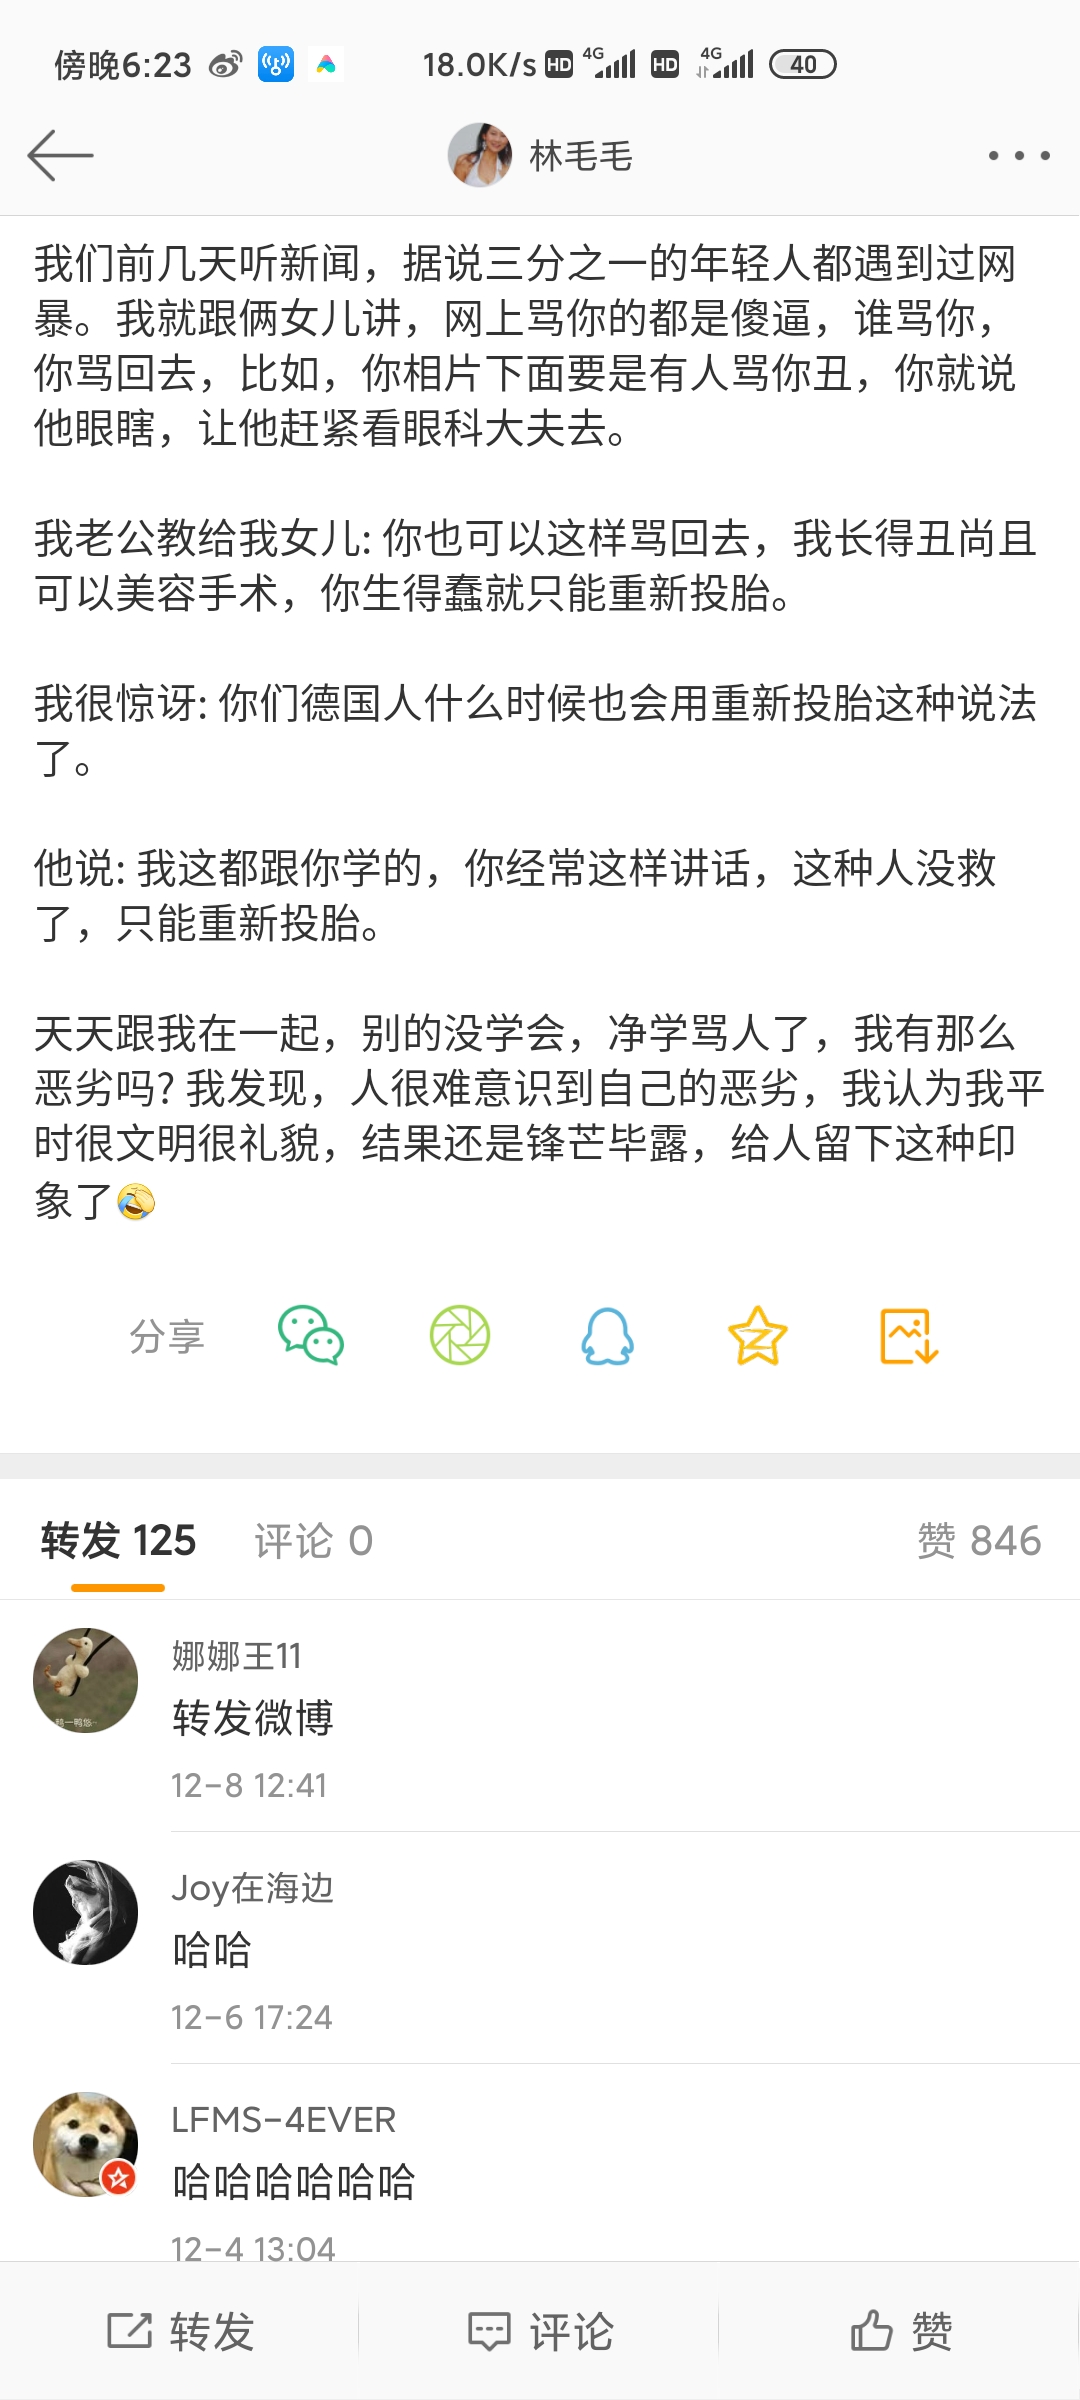 傍晚6:23
18.0K/s HD 4G HD 4G 40
林毛毛
我们前几天听新闻，据说三分之一的年轻人都遇到过网
暴。我就跟俩女儿讲，网上骂你的都是傻逼，谁骂你，
你骂回去，比如，你相片下面要是有人骂你丑，你就说
他眼瞎，让他赶紧看眼科大夫去。
我老公教给我女儿: 你也可以这样骂回去，我长得丑尚且
可以美容手术，你生得蠢就只能重新投胎。
我很惊讶: 你们德国人什么时候也会用重新投胎这种说法
了。
他说: 我这都跟你学的，你经常这样讲话，这种人没救
了，只能重新投胎。
天天跟我在一起，别的没学会，净学骂人了，我有那么
恶劣吗? 我发现，人很难意识到自己的恶劣，我认为我平
时很文明很礼貌，结果还是锋芒毕露，给人留下这种印
象了🤣
分享
转发 125 评论 0 赞 846
娜娜王11
转发微博
12-8 12:41
Joy在海边
哈哈
12-6 17:24
LFMS-4EVER
哈哈哈哈哈哈
12-4 13:04
转发 评论 赞